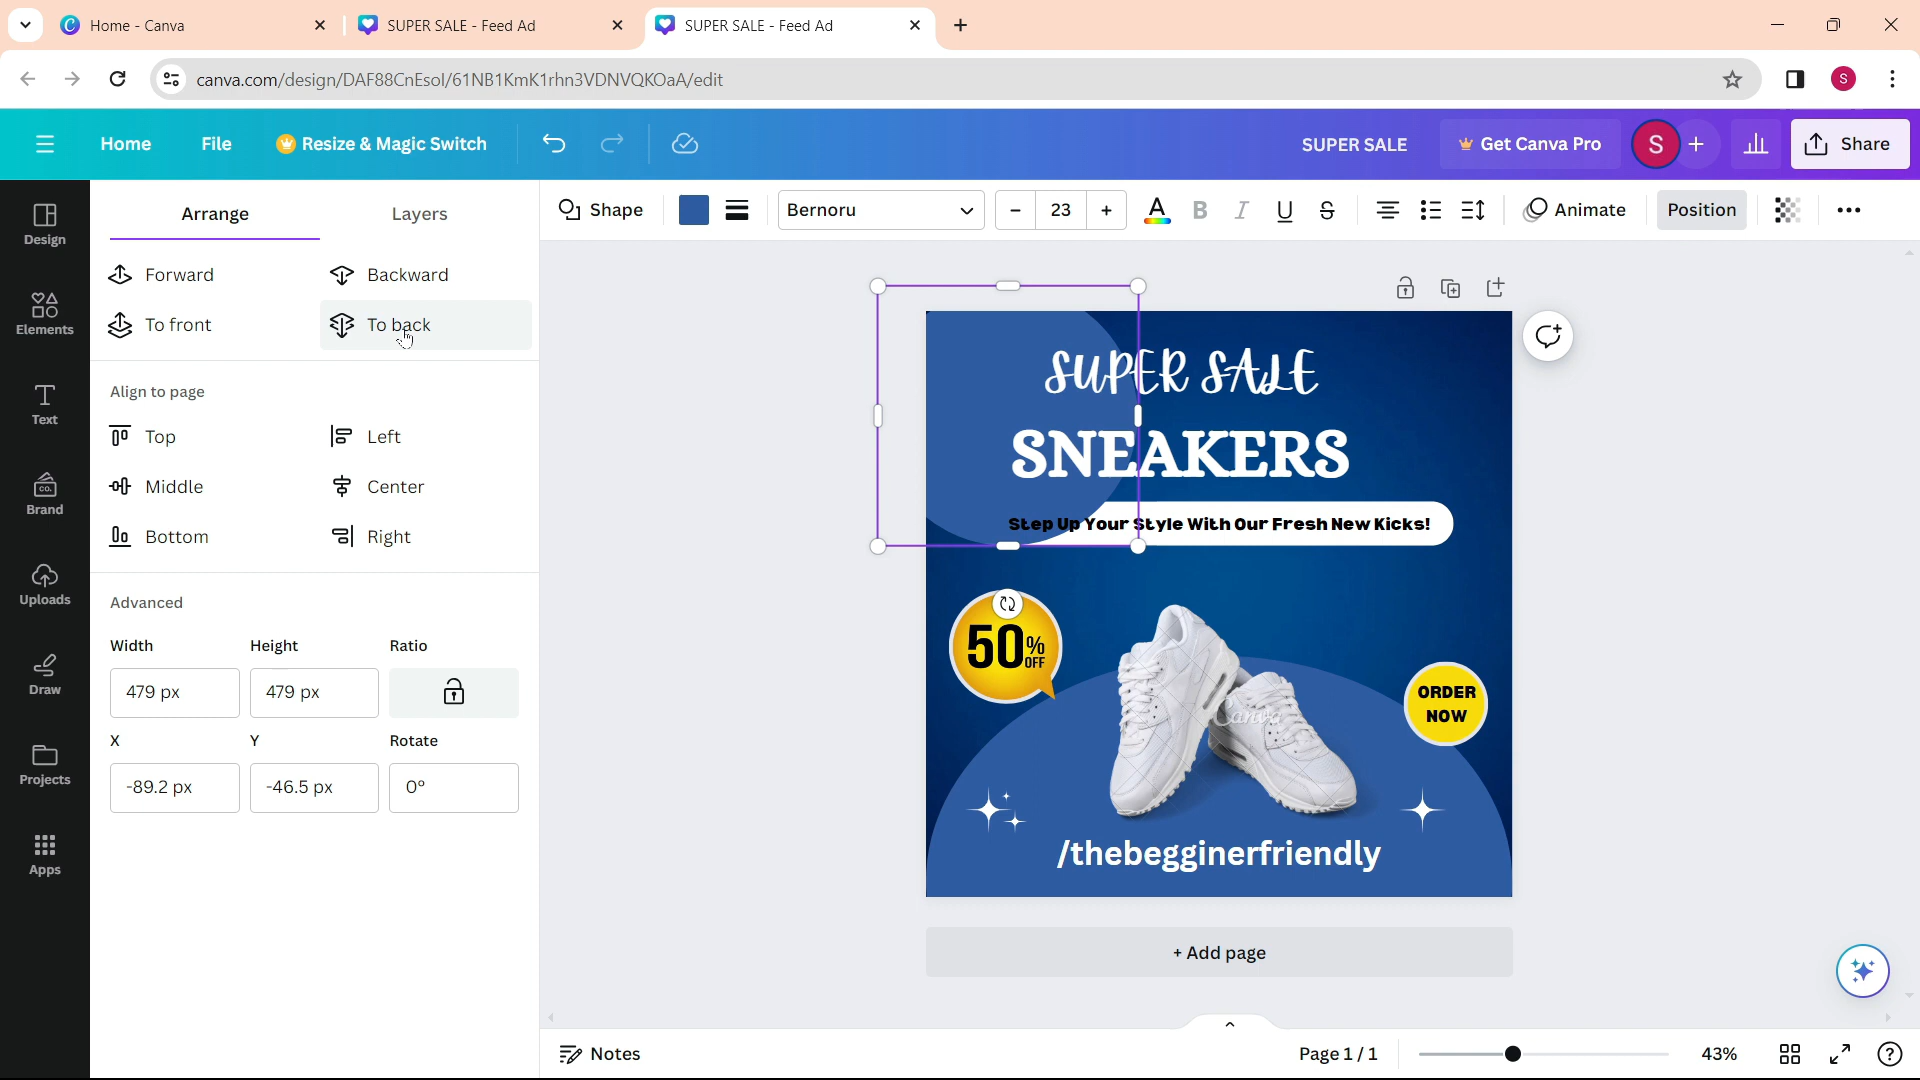 Home - Canva
SUPER SALE - Feed Ad
SUPER SALE - Feed Ad
canva.com/design/DAF88CnEsoI/61NB1KmK1rhn3VDNVQKOaA/edit
S
Home
File
Resize & Magic Switch
SUPER SALE
Get Canva Pro
S
Share
Design
Elements
Text
Brand
Uploads
Draw
Projects
Apps
Arrange
Layers
Forward
Backward
To front
To back
Align to page
Top
Left
Middle
Center
Bottom
Right
Advanced
Width
Height
Ratio
479 px
479 px
X
Y
Rotate
-89.2 px
-46.5 px
0°
Shape
Bernoru
- 23 +
A
B
I
U
S
Animate
Position
SUPER SALE
SNEAKERS
Step Up Your Style With Our Fresh New Kicks!
50%
OFF
Canva
ORDER
NOW
/thebegginerfriendly
+ Add page
Notes
Page 1 / 1
43%